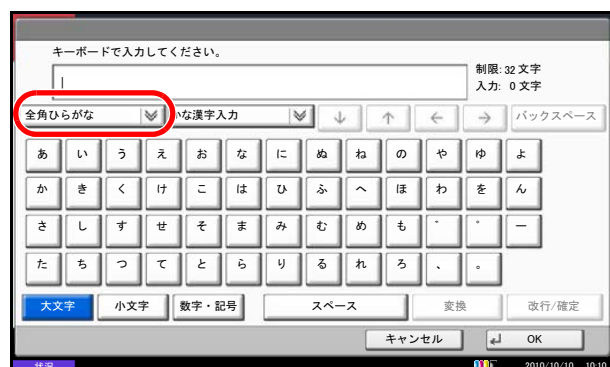 キーボードで入力してください。
制限: 32 文字
入力: 0 文字
全角ひらがな かな漢字入力 ↓ ↑ ← → バックスペース
あ い う え お な に ぬ ね の や ゆ よ
か き く け こ は ひ ふ へ ほ わ を ん
さ し す せ そ ま み む め も ゛ ゜ ー
た ち つ て と ら り る れ ろ 、 。
大文字 小文字 数字・記号 スペース 変換 改行/確定
キャンセル OK
状況 2010/10/10 10:10